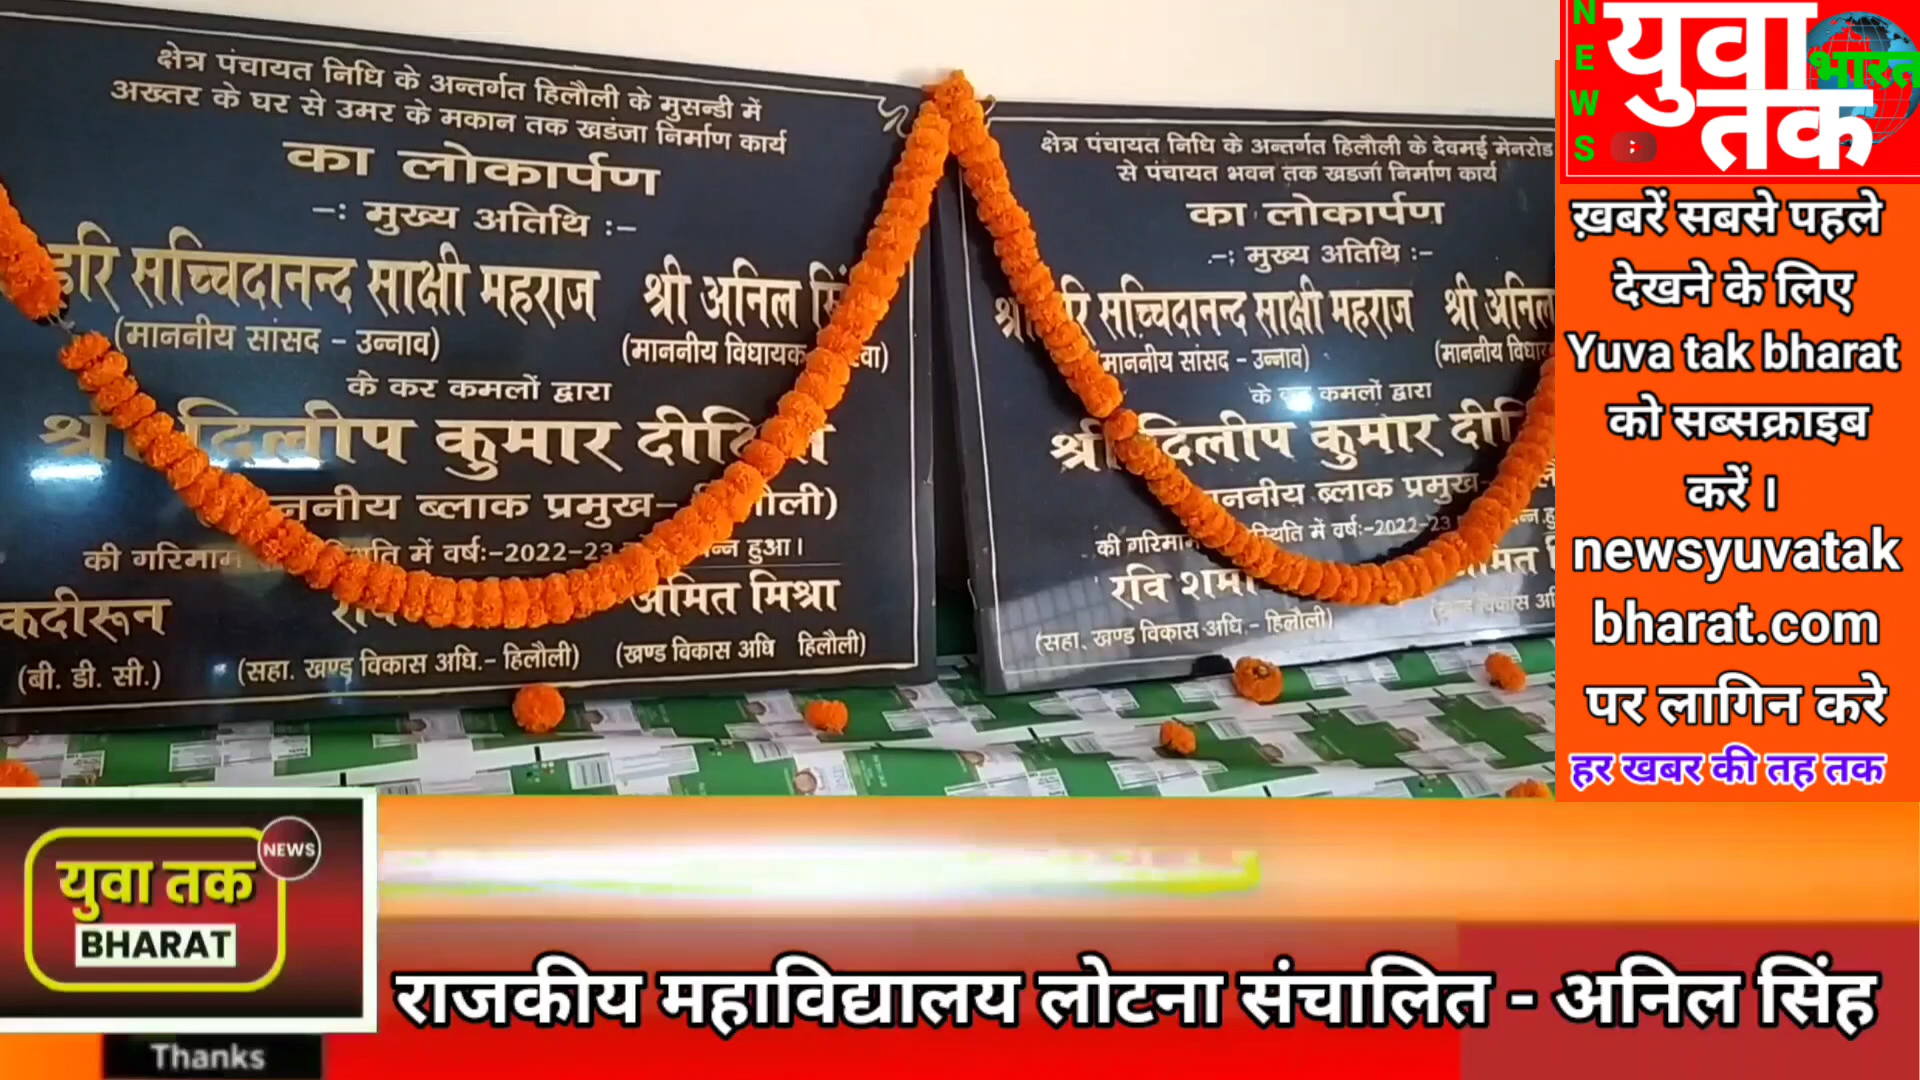 क्षेत्र पंचायत निधि के अन्तर्गत हिलौली के मुसन्डी में
अख्तर के घर से उमर के मकान तक खडंजा निर्माण कार्य
का लोकार्पण
–: मुख्य अतिथि :–
हरि सच्चिदानन्द साक्षी महराज श्री अनिल
(माननीय सांसद – उन्नाव) (माननीय विधायक
के कर कमलों द्वारा
श्री दिलीप कुमार दीक्षित
माननीय ब्लाक प्रमुख– हिलौली)
की गरिमामयी में वर्षः–2022–23 हुआ।
कदीरून अमित मिश्रा
(बी. डी. सी.) (सहा. खण्ड विकास अधि.– हिलौली) (खण्ड विकास अधि हिलौली)
क्षेत्र पंचायत निधि के अन्तर्गत हिलौली के देवमई मेनरोड
से पंचायत भवन तक खडंजा निर्माण कार्य
का लोकार्पण
–: मुख्य अतिथि :–
सच्चिदानन्द साक्षी महराज श्री अनिल
(माननीय सांसद – उन्नाव) (माननीय
के कर कमलों द्वारा
श्री दिलीप कुमार
माननीय ब्लाक प्रमुख–
की में वर्षः–2022–23
रवि शर्मा
(सहा. खण्ड विकास अधि. – हिलौली)
NEWS
युवा
भारत
तक
ख़बरें सबसे पहले
देखने के लिए
Yuva tak bharat
को सब्सक्राइब
करें ।
newsyuvatak
bharat.com
पर लागिन करे
हर खबर की तह तक
NEWS
युवा तक
BHARAT
राजकीय महाविद्यालय लोटना संचालित - अनिल सिंह
Thanks